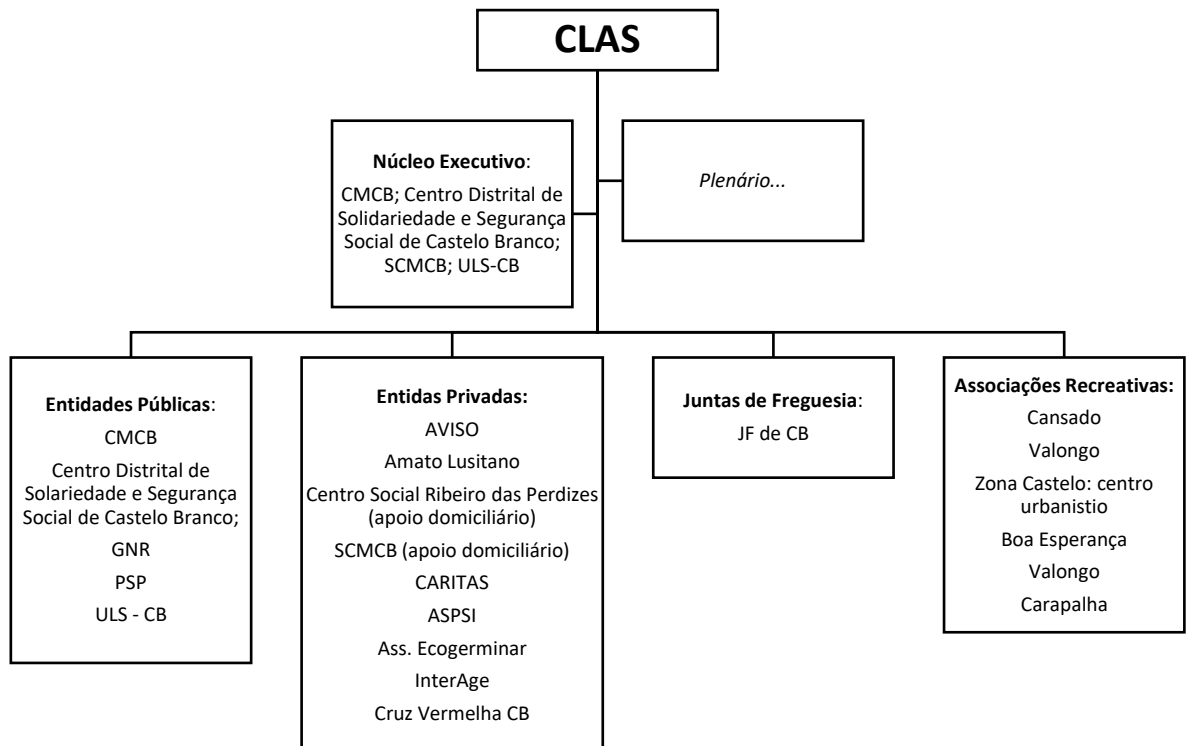 CLAS
Núcleo Executivo:
CMCB; Centro Distrital de
Solidariedade e Segurança
Social de Castelo Branco;
SCMCB; ULS-CB
Plenário...
Entidades Públicas:
CMCB
Centro Distrital de
Solariedade e Segurança
Social de Castelo Branco;
GNR
PSP
ULS - CB
Entidas Privadas:
AVISO
Amato Lusitano
Centro Social Ribeiro das Perdizes
(apoio domiciliário)
SCMCB (apoio domiciliário)
CARITAS
ASPSI
Ass. Ecogerminar
InterAge
Cruz Vermelha CB
Juntas de Freguesia:
JF de CB
Associações Recreativas:
Cansado
Valongo
Zona Castelo: centro
urbanistio
Boa Esperança
Valongo
Carapalha